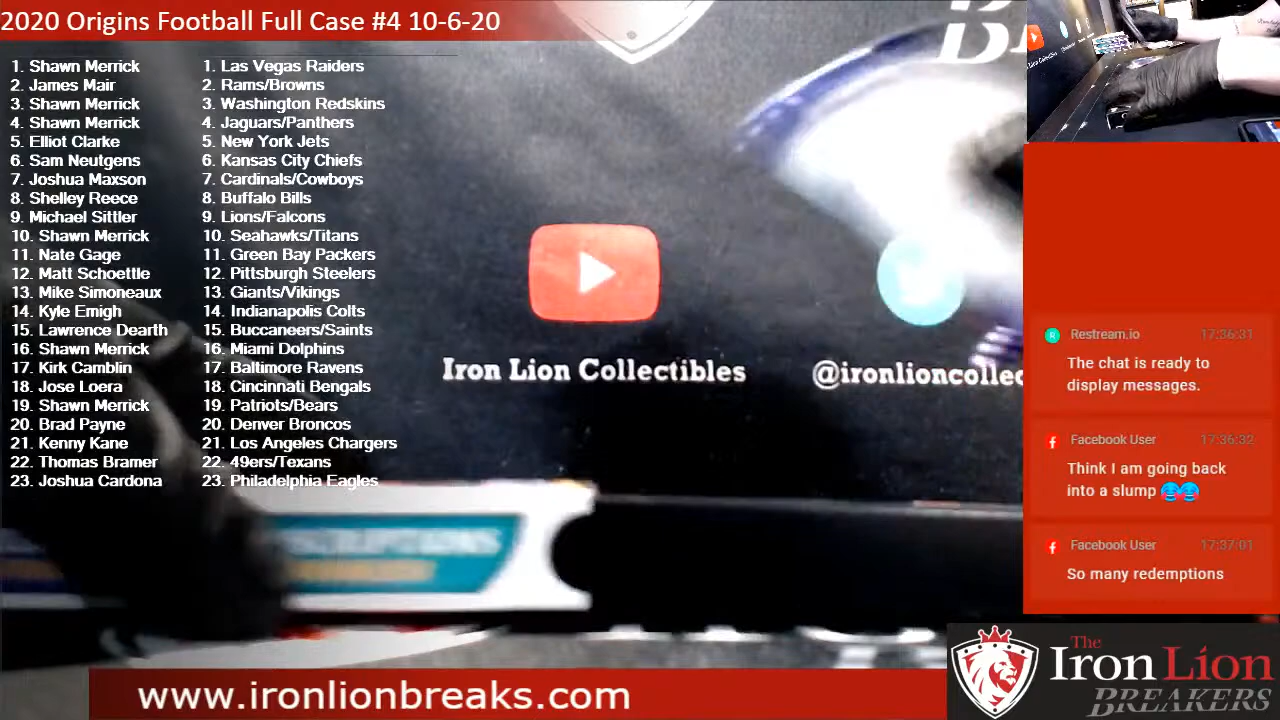 2020 Origins Football Full Case #4 10-6-20
1. Shawn Merrick 1. Las Vegas Raiders
2. James Mair 2. Rams/Browns
3. Shawn Merrick 3. Washington Redskins
4. Shawn Merrick 4. Jaguars/Panthers
5. Elliot Clarke 5. New York Jets
6. Sam Neutgens 6. Kansas City Chiefs
7. Joshua Maxson 7. Cardinals/Cowboys
8. Shelley Reece 8. Buffalo Bills
9. Michael Sittler 9. Lions/Falcons
10. Shawn Merrick 10. Seahawks/Titans
11. Nate Gage 11. Green Bay Packers
12. Matt Schoettle 12. Pittsburgh Steelers
13. Mike Simoneaux 13. Giants/Vikings
14. Kyle Emigh 14. Indianapolis Colts
15. Lawrence Dearth 15. Buccaneers/Saints
16. Shawn Merrick 16. Miami Dolphins
17. Kirk Camblin 17. Baltimore Ravens
18. Jose Loera 18. Cincinnati Bengals
19. Shawn Merrick 19. Patriots/Bears
20. Brad Payne 20. Denver Broncos
21. Kenny Kane 21. Los Angeles Chargers
22. Thomas Bramer 22. 49ers/Texans
23. Joshua Cardona 23. Philadelphia Eagles
Iron Lion Collectibles
@ironlioncollec
Restream.io 17:36:31
The chat is ready to
display messages.
Facebook User 17:36:32
Think I am going back
into a slump
Facebook User 17:37:01
So many redemptions
www.ironlionbreaks.com
The
Iron Lion
BREAKERS